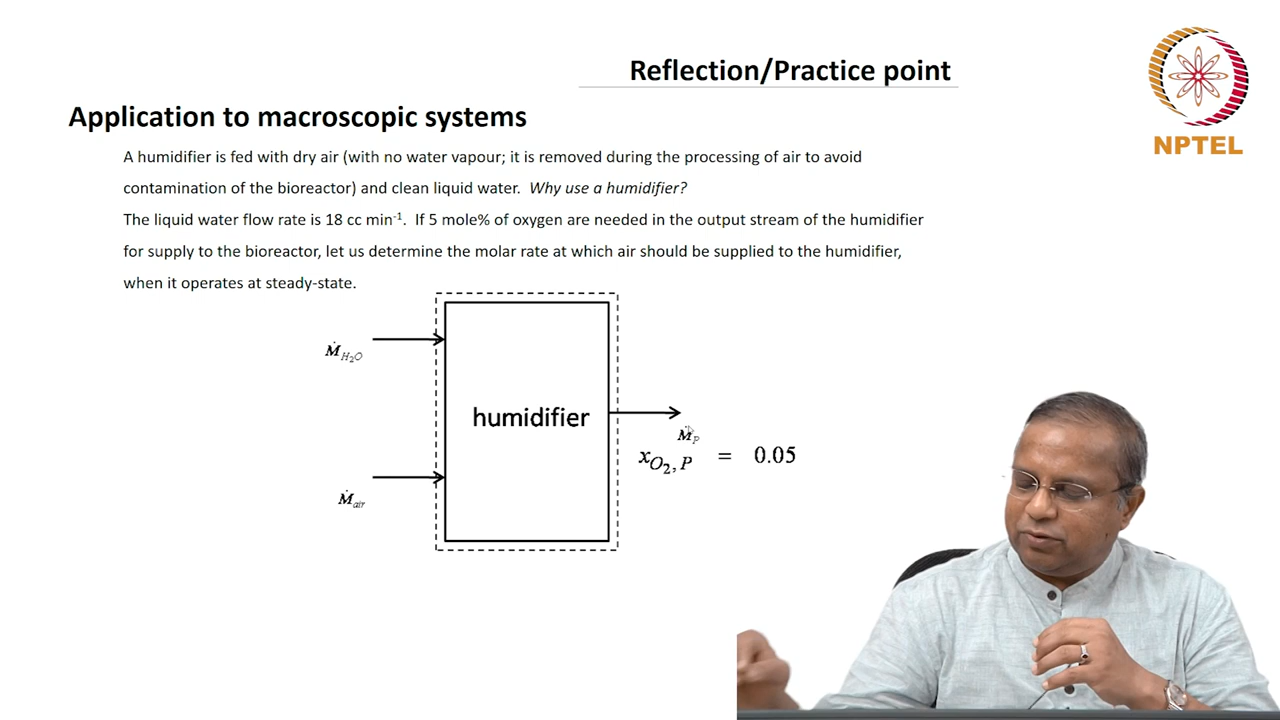 Reflection/Practice point
NPTEL
Application to macroscopic systems
A humidifier is fed with dry air (with no water vapour; it is removed during the processing of air to avoid
contamination of the bioreactor) and clean liquid water. Why use a humidifier?
The liquid water flow rate is 18 cc min⁻¹. If 5 mole% of oxygen are needed in the output stream of the humidifier
for supply to the bioreactor, let us determine the molar rate at which air should be supplied to the humidifier,
when it operates at steady-state.
Ṁ_H₂O
humidifier
Ṁ_P
x_O₂,P = 0.05
Ṁ_air